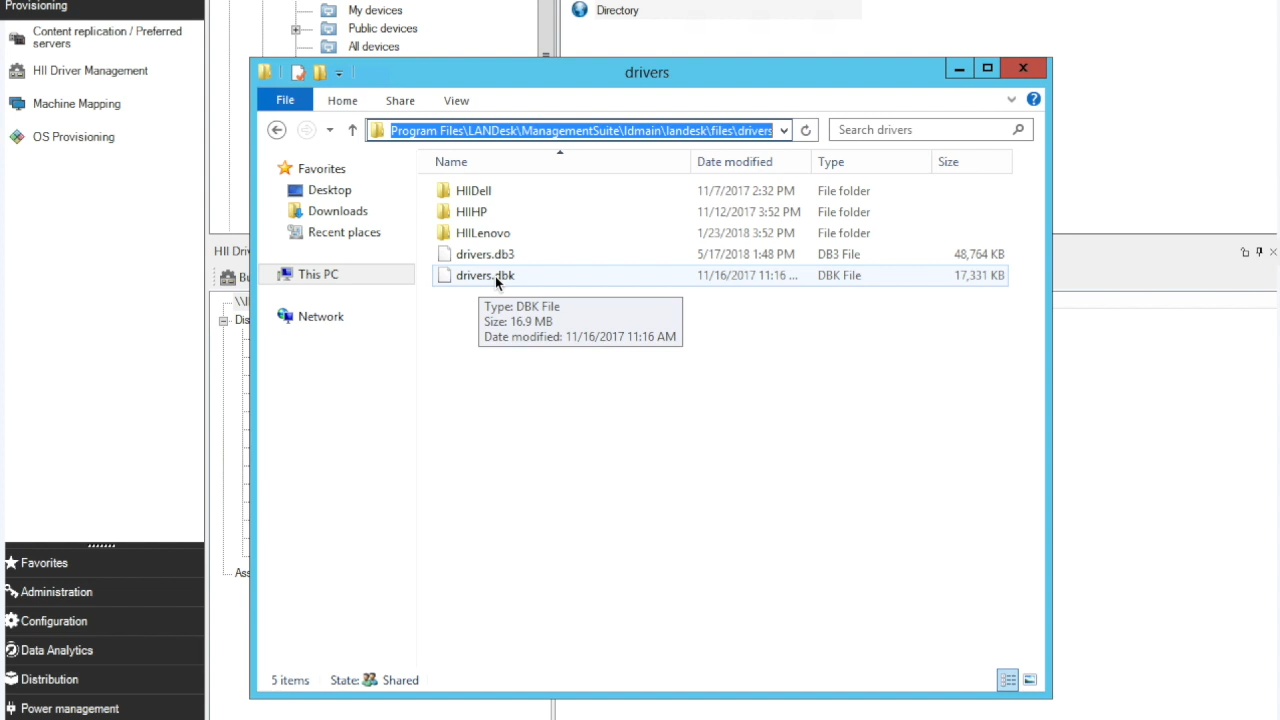 Provisioning
Content replication / Preferred
servers
HII Driver Management
Machine Mapping
OS Provisioning
Favorites
Administration
Configuration
Data Analytics
Distribution
Power management
My devices
Public devices
All devices
Directory
HII Dri
Bu
\\
Dis
Ass
drivers
File
Home
Share
View
Program Files\LANDesk\ManagementSuite\ldmain\landesk\files\drivers
Search drivers
Favorites
Desktop
Downloads
Recent places
This PC
Network
Name Date modified Type Size
HIIDell 11/7/2017 2:32 PM File folder
HIIHP 11/12/2017 3:52 PM File folder
HIILenovo 1/23/2018 3:52 PM File folder
drivers.db3 5/17/2018 1:48 PM DB3 File 48,764 KB
drivers.dbk 11/16/2017 11:16 ... DBK File 17,331 KB
Type: DBK File
Size: 16.9 MB
Date modified: 11/16/2017 11:16 AM
5 items State: Shared